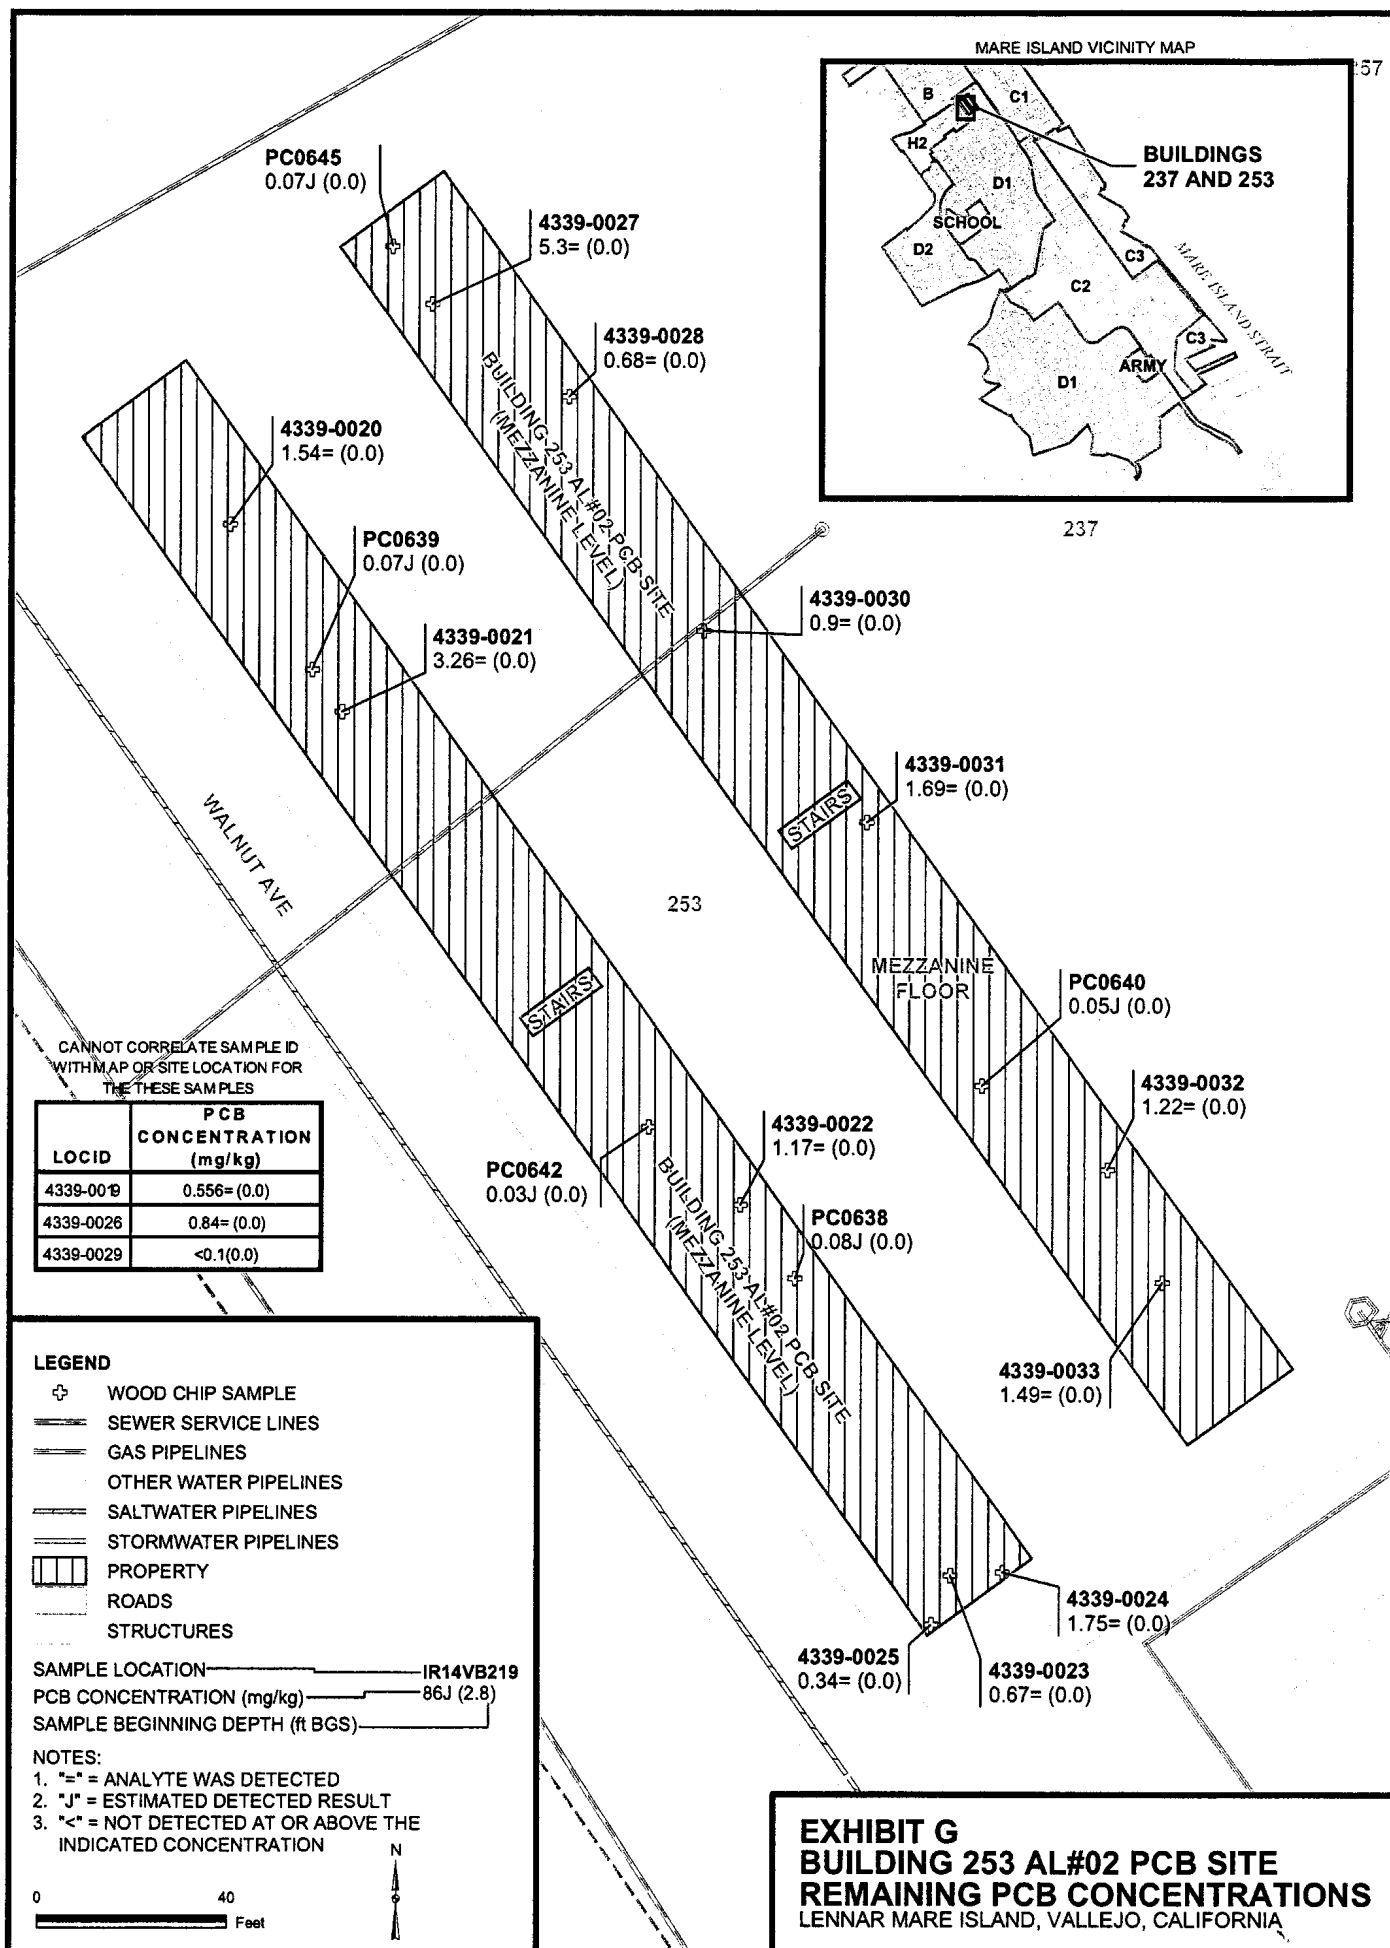 MARE ISLAND VICINITY MAP
257
B
C1
H2
BUILDINGS
237 AND 253
D1
SCHOOL
D2
C3
C2
MARE ISLAND STRAIT
C3
ARMY
D1
PC0645
0.07J (0.0)
4339-0027
5.3= (0.0)
4339-0028
0.68= (0.0)
BUILDING 253 AL#02 PCB SITE
(MEZZANINE LEVEL)
4339-0020
1.54= (0.0)
237
PC0639
0.07J (0.0)
4339-0030
0.9= (0.0)
4339-0021
3.26= (0.0)
4339-0031
1.69= (0.0)
STAIRS
WALNUT AVE
253
MEZZANINE
FLOOR
PC0640
0.05J (0.0)
STAIRS
4339-0032
1.22= (0.0)
4339-0022
1.17= (0.0)
PC0642
0.03J (0.0)
BUILDING 253 AL#02 PCB SITE
(MEZZANINE LEVEL)
PC0638
0.08J (0.0)
4339-0033
1.49= (0.0)
4339-0024
1.75= (0.0)
4339-0025
0.34= (0.0)
4339-0023
0.67= (0.0)
CANNOT CORRELATE SAMPLE ID
WITH MAP OR SITE LOCATION FOR
THE THESE SAMPLES
LOCID PCB CONCENTRATION (mg/kg)
4339-0019 0.556= (0.0)
4339-0026 0.84= (0.0)
4339-0029 <0.1(0.0)
LEGEND
WOOD CHIP SAMPLE
SEWER SERVICE LINES
GAS PIPELINES
OTHER WATER PIPELINES
SALTWATER PIPELINES
STORMWATER PIPELINES
PROPERTY
ROADS
STRUCTURES
SAMPLE LOCATION IR14VB219
PCB CONCENTRATION (mg/kg) 86J (2.8)
SAMPLE BEGINNING DEPTH (ft BGS)
NOTES:
1. "=" = ANALYTE WAS DETECTED
2. "J" = ESTIMATED DETECTED RESULT
3. "<" = NOT DETECTED AT OR ABOVE THE
INDICATED CONCENTRATION
N
0 40
Feet
EXHIBIT G
BUILDING 253 AL#02 PCB SITE
REMAINING PCB CONCENTRATIONS
LENNAR MARE ISLAND, VALLEJO, CALIFORNIA